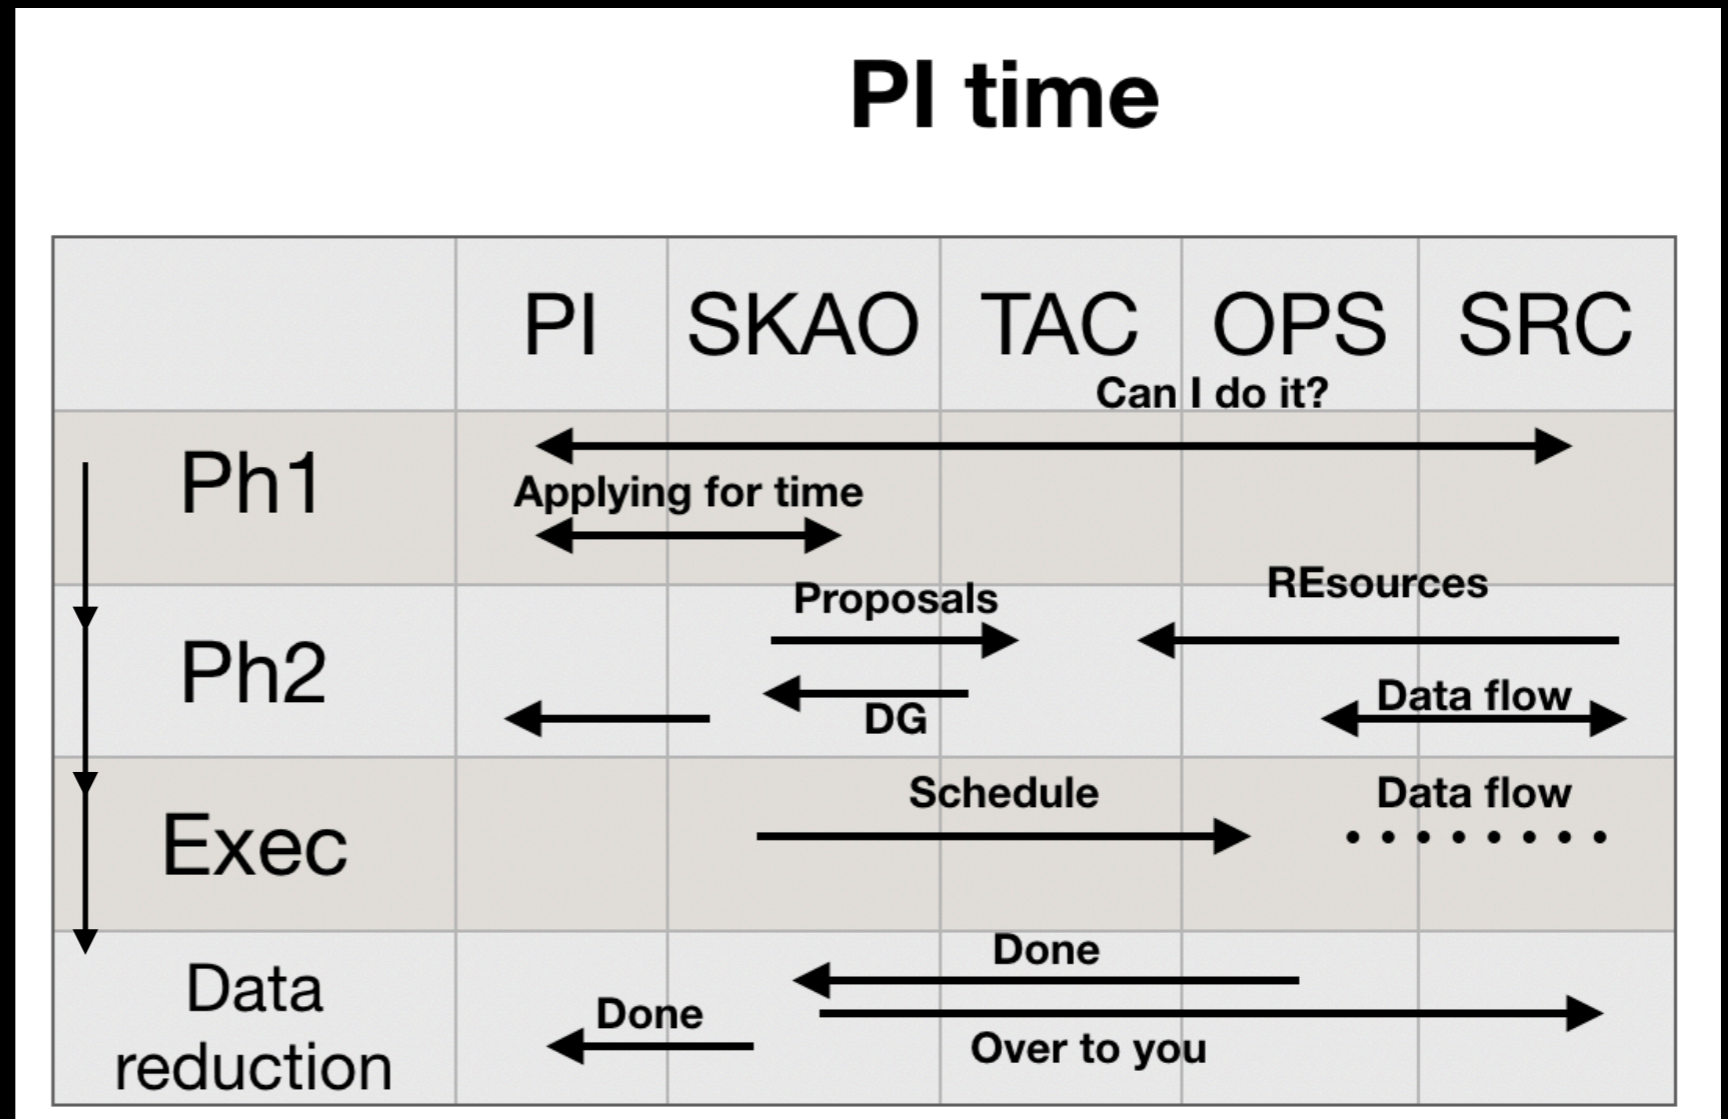 PI time
PI SKAO TAC OPS SRC
Can I do it?
Ph1
Applying for time
Proposals
REsources
Ph2
DG
Data flow
Exec
Schedule
Data flow
Data
reduction
Done
Done
Over to you